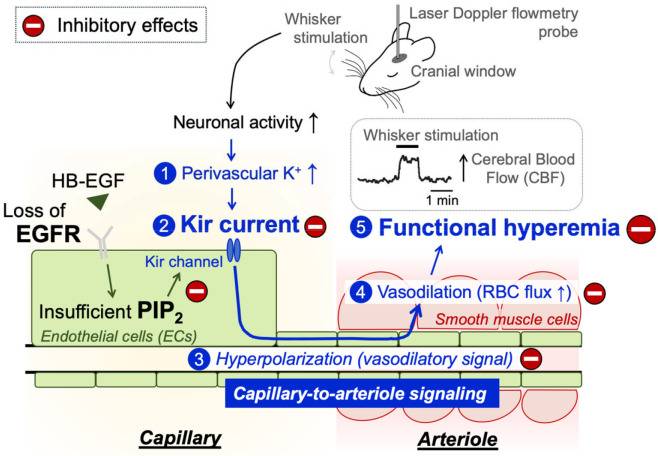 Inhibitory effects
Laser Doppler flowmetry
probe
Whisker
stimulation
Cranial window
Neuronal activity ↑
1 Perivascular K⁺ ↑
2 Kir current
HB-EGF
Loss of
EGFR
Kir channel
Insufficient PIP₂
Endothelial cells (ECs)
Whisker stimulation
↑ Cerebral Blood
Flow (CBF)
1 min
5 Functional hyperemia
4 Vasodilation (RBC flux ↑)
Smooth muscle cells
3 Hyperpolarization (vasodilatory signal)
Capillary-to-arteriole signaling
Capillary
Arteriole